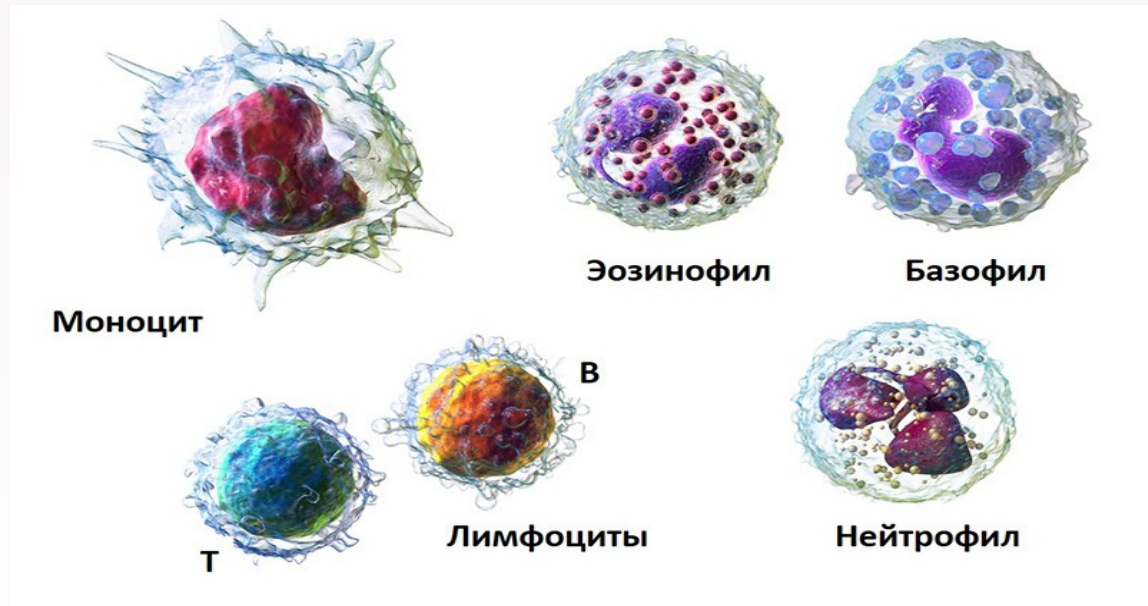 Эозинофил
Базофил
Моноцит
В
Т
Лимфоциты
Нейтрофил